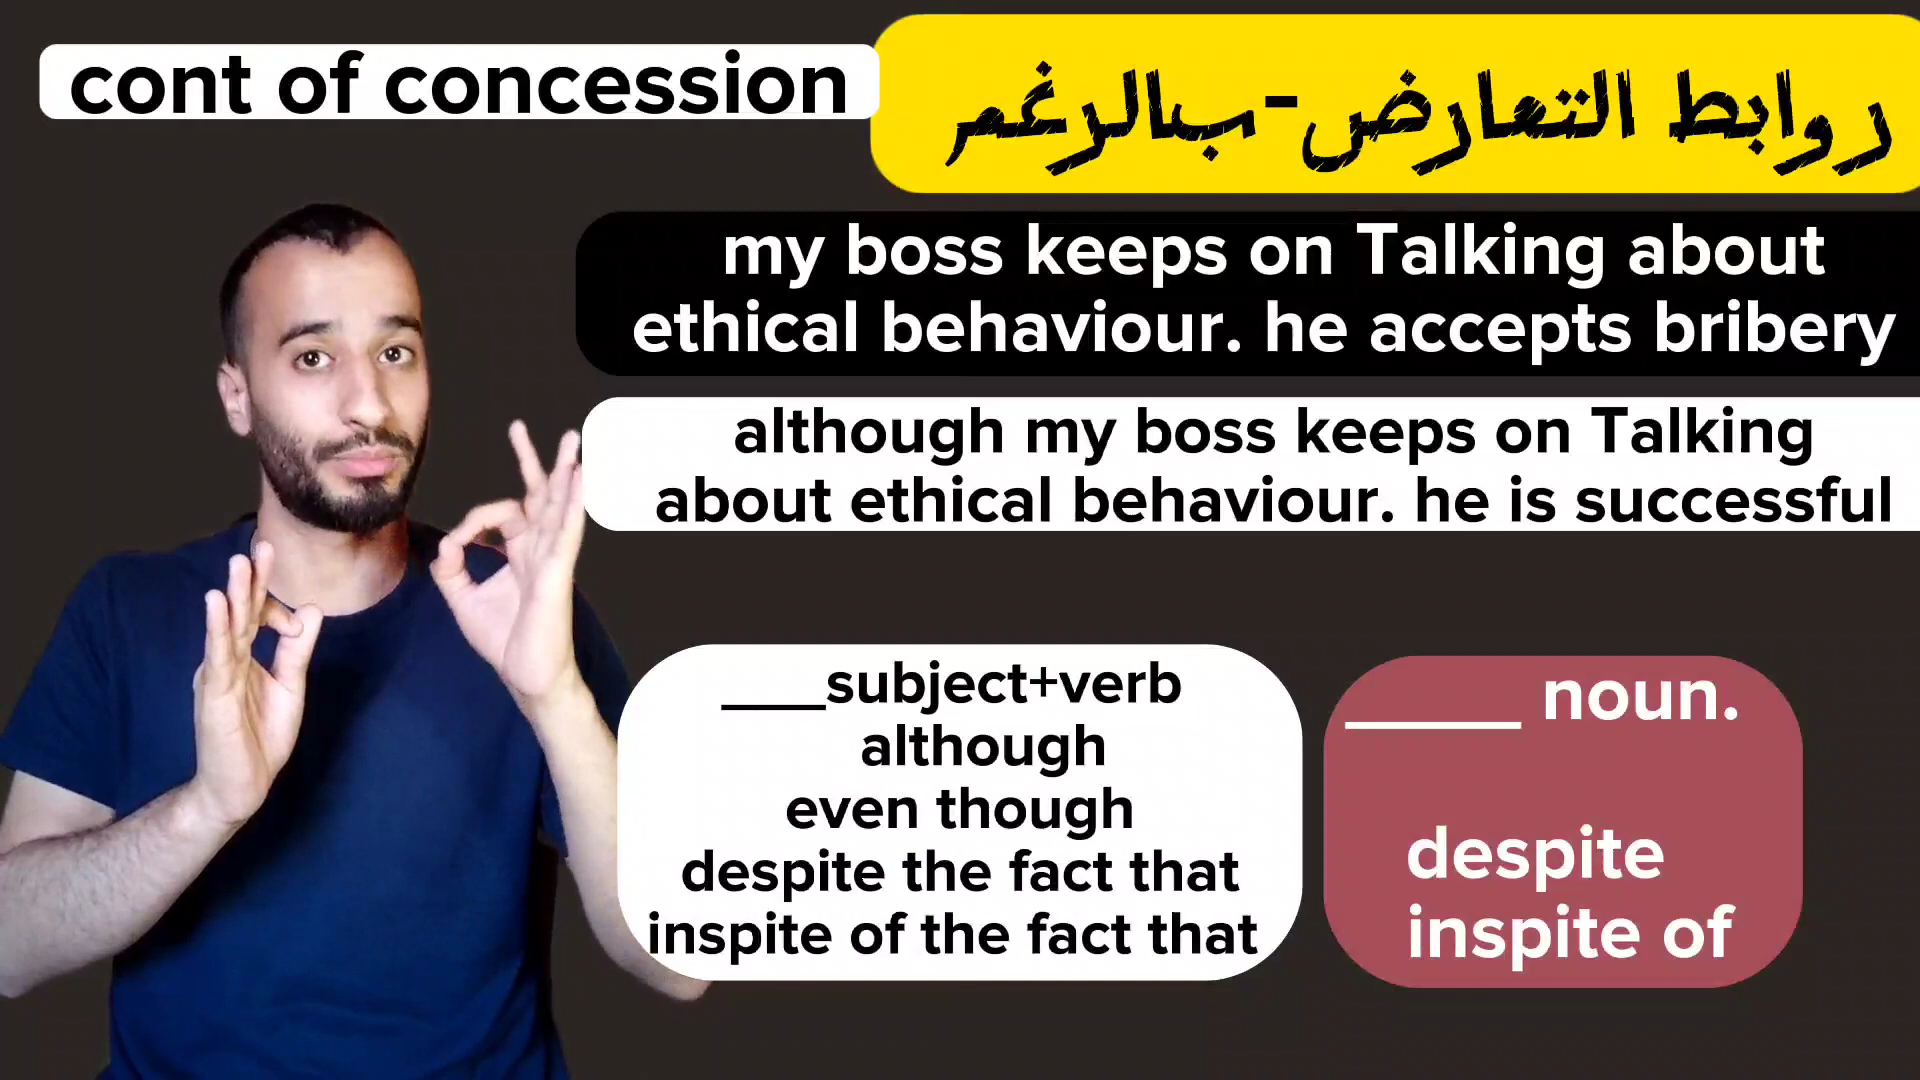 cont of concession
روابط التعارض-بالرغم
my boss keeps on Talking about
ethical behaviour. he accepts bribery
although my boss keeps on Talking
about ethical behaviour. he is successful
___subject+verb
although
even though
despite the fact that
inspite of the fact that
_____ noun.
despite
inspite of